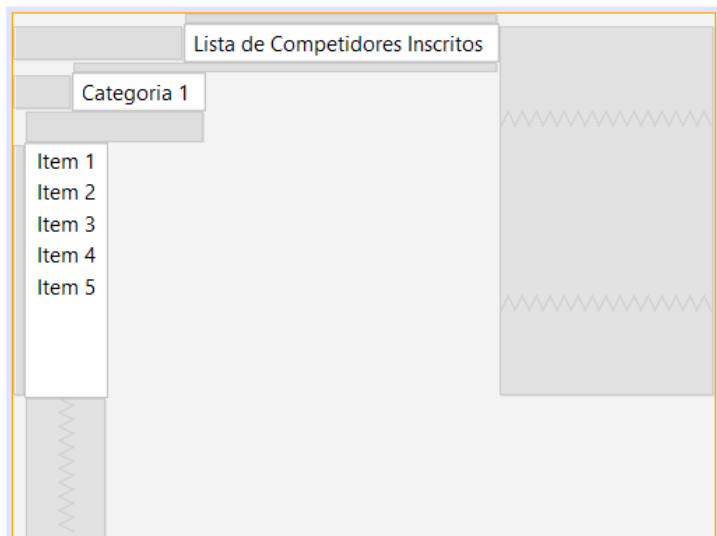 Lista de Competidores Inscritos
Categoria 1
Item 1
Item 2
Item 3
Item 4
Item 5